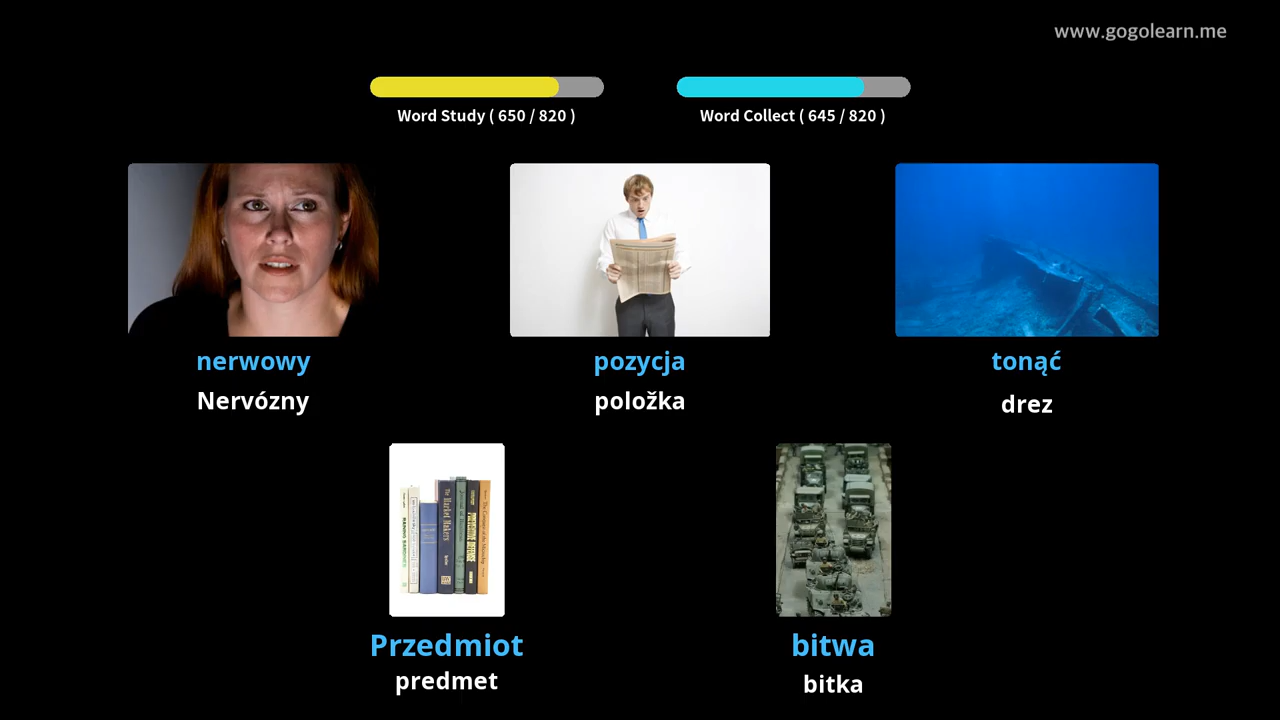 www.gogolearn.me
Word Study ( 650 / 820 )
Word Collect ( 645 / 820 )
nerwowy
Nervózny
pozycja
položka
tonąć
drez
Przedmiot
predmet
bitwa
bitka